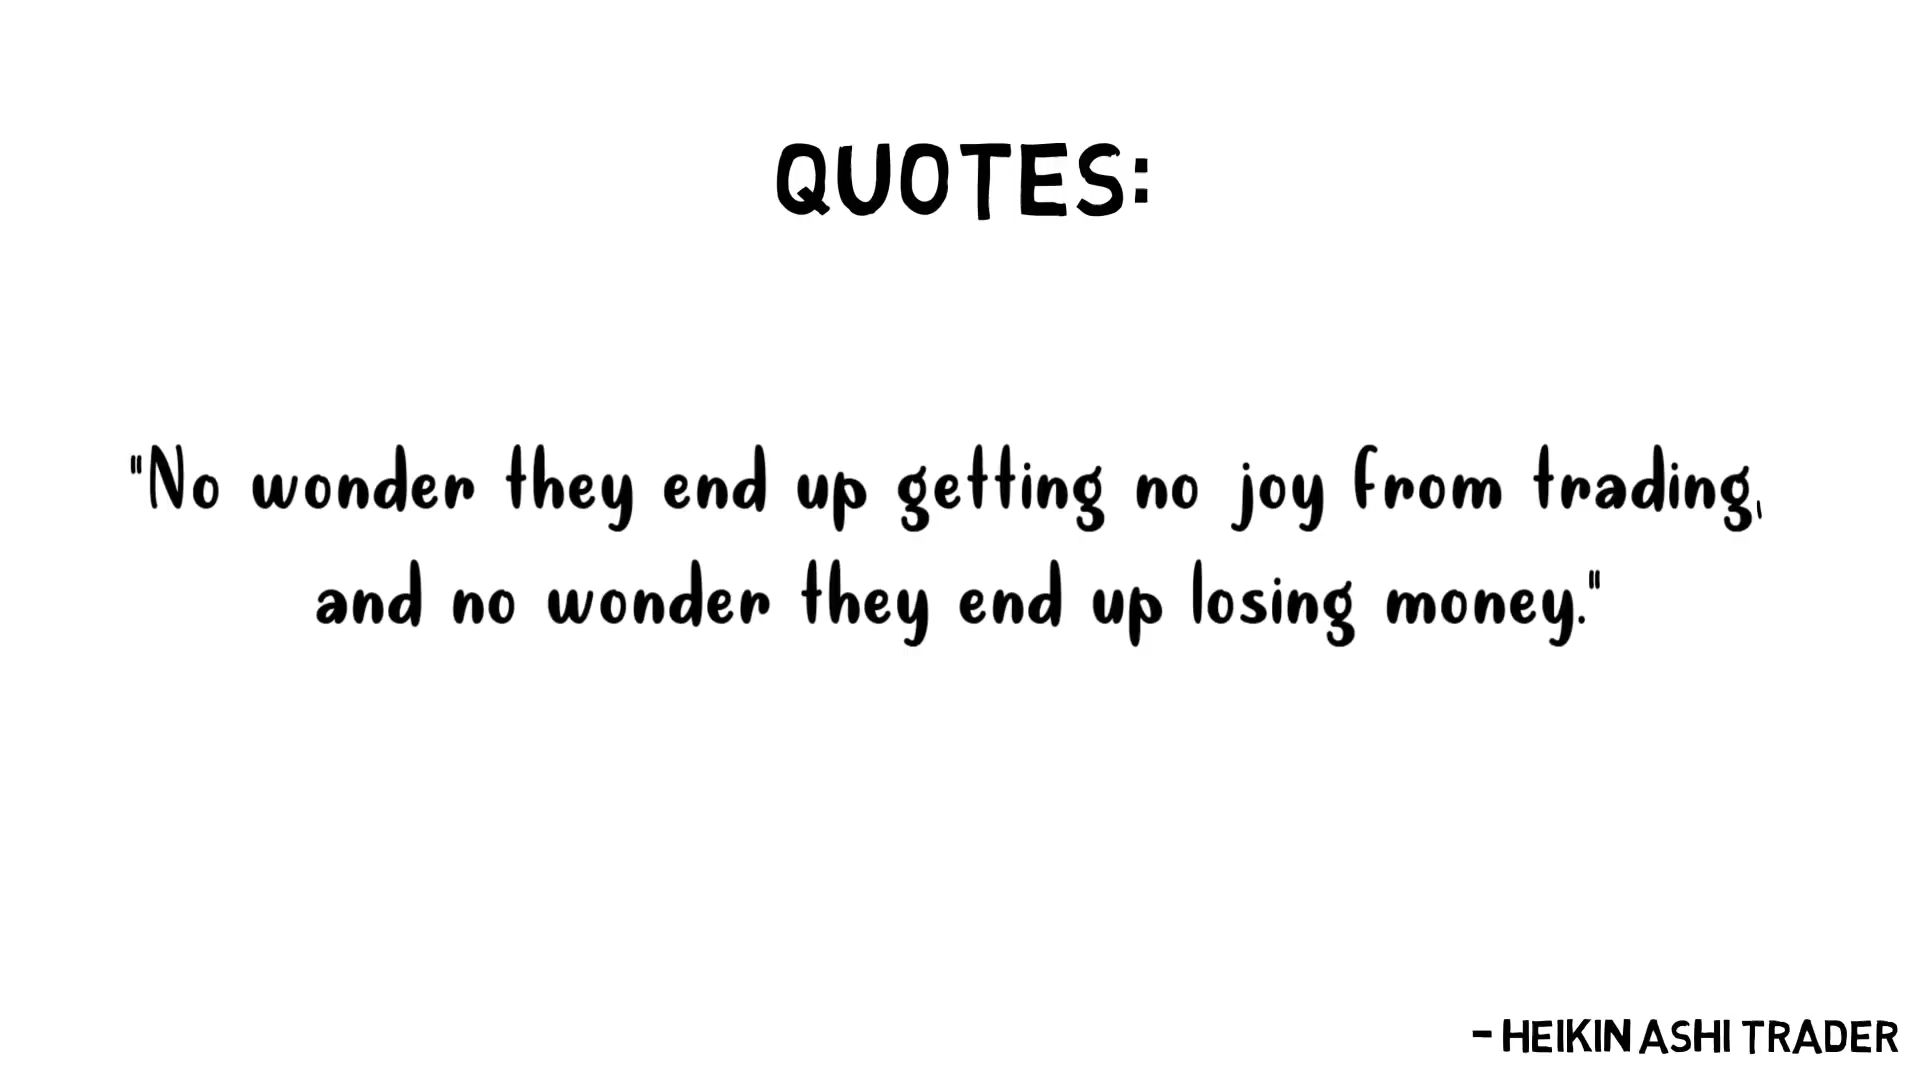 QUOTES:
"No wonder they end up getting no joy from trading,
and no wonder they end up losing money."
- HEIKIN ASHI TRADER